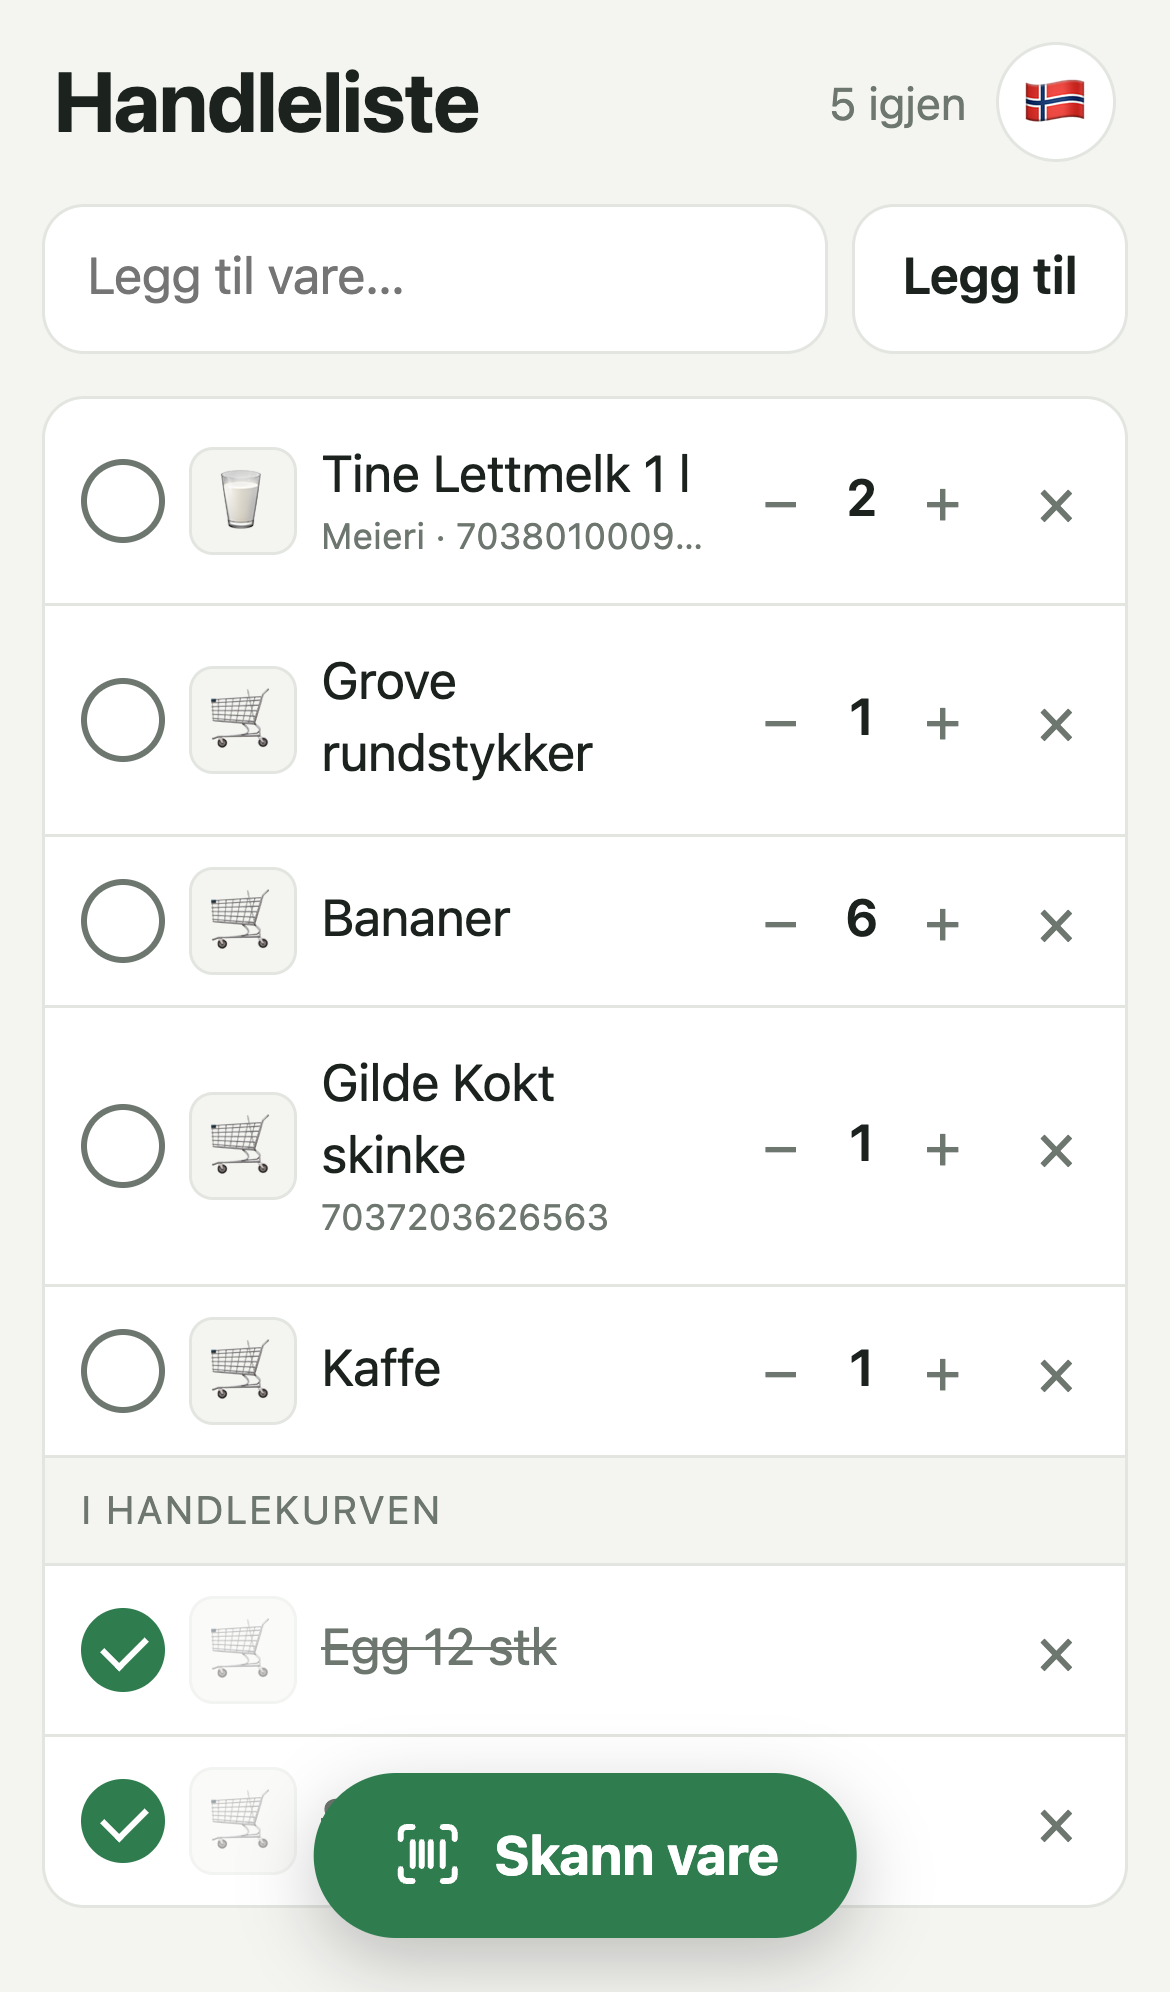 Handleliste
5 igjen
Legg til vare...
Legg til
Tine Lettmelk 1 l
Meieri · 7038010009...
2
Grove
rundstykker
1
Bananer
6
Gilde Kokt
skinke
7037203626563
1
Kaffe
1
I HANDLEKURVEN
Egg 12 stk
Skann vare